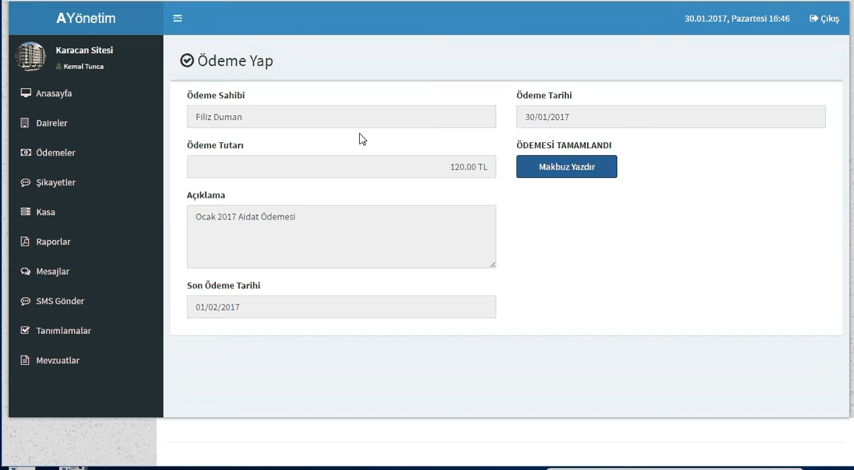 AYönetim
30.01.2017, Pazartesi 16:46
Çıkış
Karacan Sitesi
Kemal Tunca
Anasayfa
Daireler
Ödemeler
Şikayetler
Kasa
Raporlar
Mesajlar
SMS Gönder
Tanımlamalar
Mevzuatlar
Ödeme Yap
Ödeme Sahibi
Filiz Duman
Ödeme Tarihi
30/01/2017
Ödeme Tutarı
120.00 TL
ÖDEMESİ TAMAMLANDI
Makbuz Yazdır
Açıklama
Ocak 2017 Aidat Ödemesi
Son Ödeme Tarihi
01/02/2017